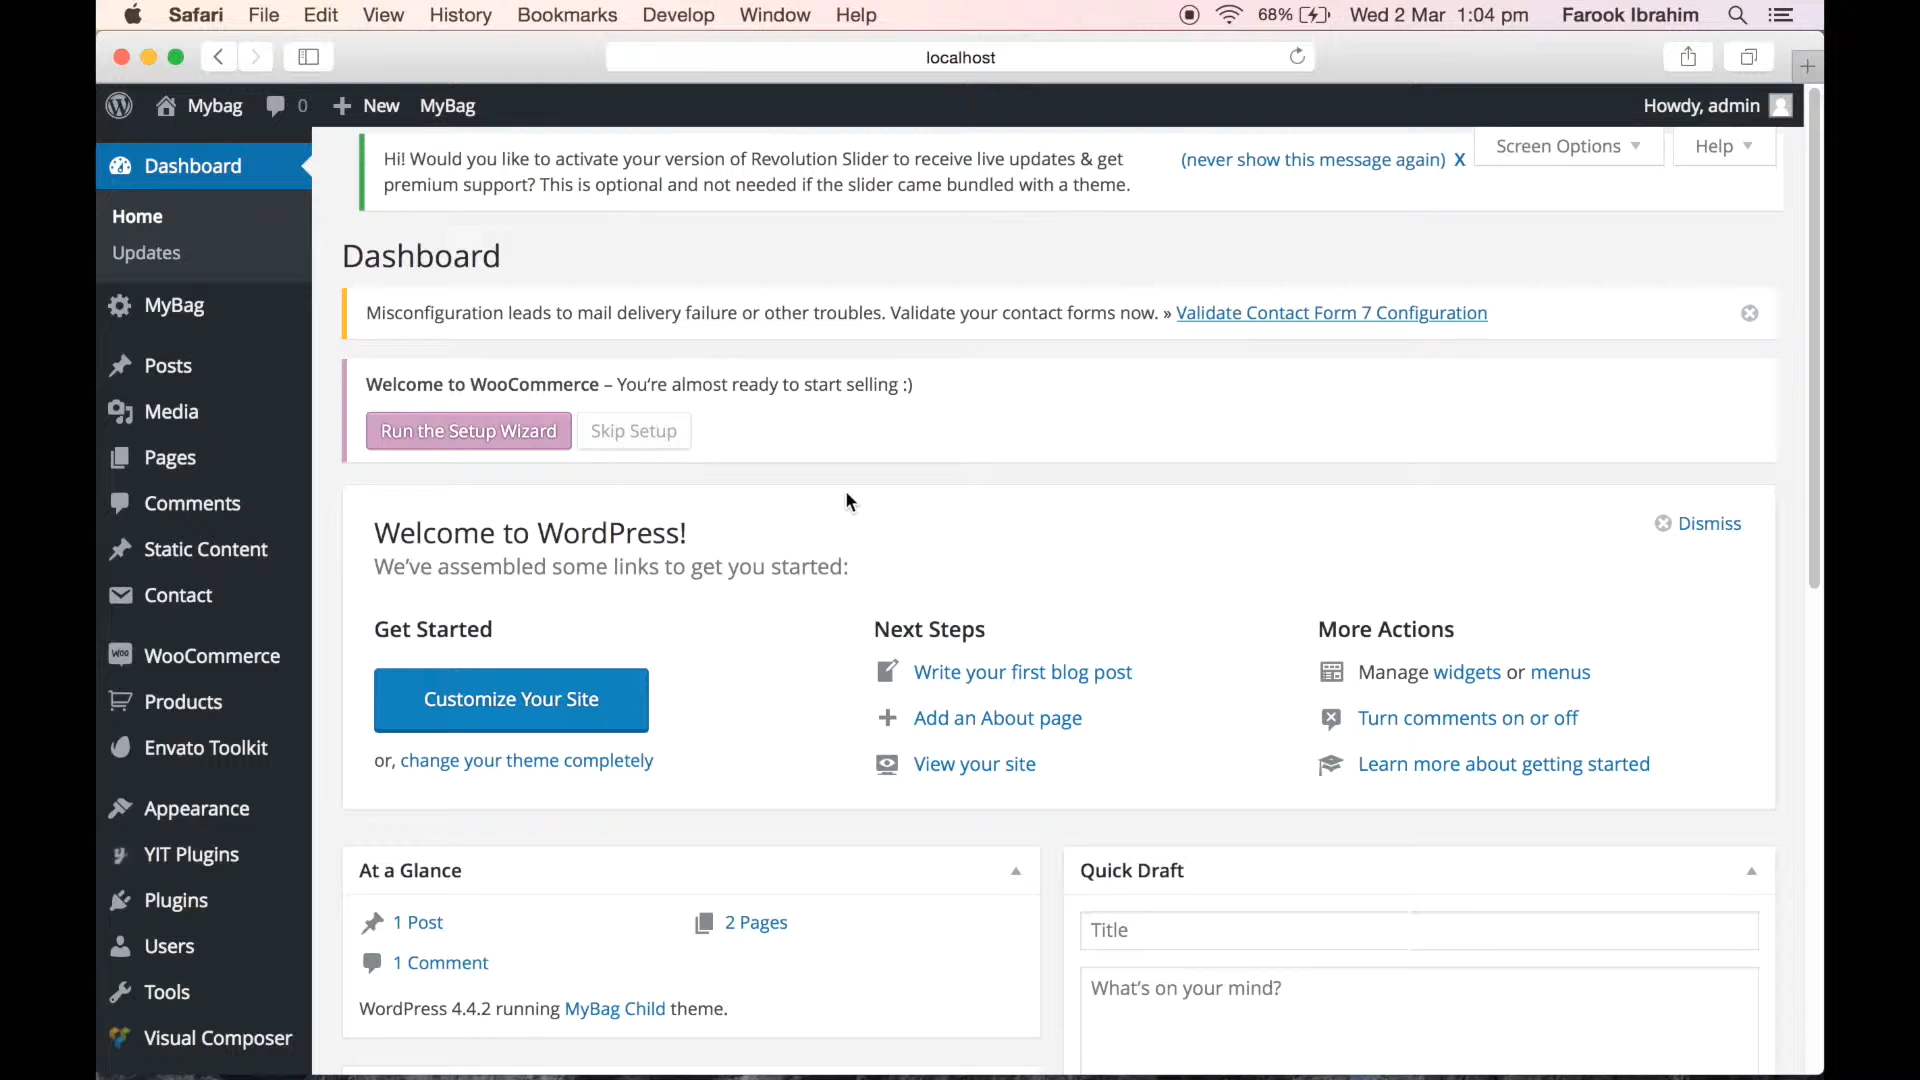 Safari File Edit View History Bookmarks Develop Window Help 68% Wed 2 Mar 1:04 pm Farook Ibrahim
localhost
Mybag 0 New MyBag Howdy, admin
Dashboard
Home
Updates
MyBag
Posts
Media
Pages
Comments
Static Content
Contact
WooCommerce
Products
Envato Toolkit
Appearance
YIT Plugins
Plugins
Users
Tools
Visual Composer
Hi! Would you like to activate your version of Revolution Slider to receive live updates & get
premium support? This is optional and not needed if the slider came bundled with a theme.
(never show this message again) X
Screen Options
Help
Dashboard
Misconfiguration leads to mail delivery failure or other troubles. Validate your contact forms now. » Validate Contact Form 7 Configuration
Welcome to WooCommerce – You're almost ready to start selling :)
Run the Setup Wizard
Skip Setup
Welcome to WordPress!
We've assembled some links to get you started:
Dismiss
Get Started
Customize Your Site
or, change your theme completely
Next Steps
Write your first blog post
Add an About page
View your site
More Actions
Manage widgets or menus
Turn comments on or off
Learn more about getting started
At a Glance
1 Post
2 Pages
1 Comment
WordPress 4.4.2 running MyBag Child theme.
Quick Draft
Title
What's on your mind?